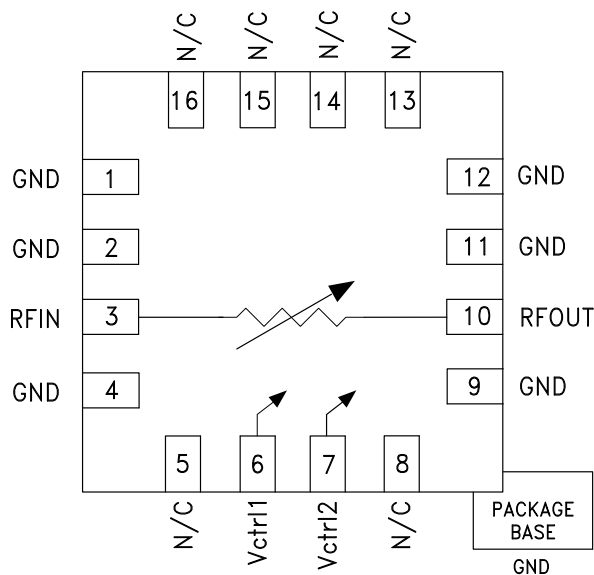 N/C N/C N/C N/C
16 15 14 13
GND 1 12 GND
GND 2 11 GND
RFIN 3 10 RFOUT
GND 4 9 GND
5 6 7 8
N/C Vctrl1 Vctrl2 N/C
PACKAGE
BASE
GND